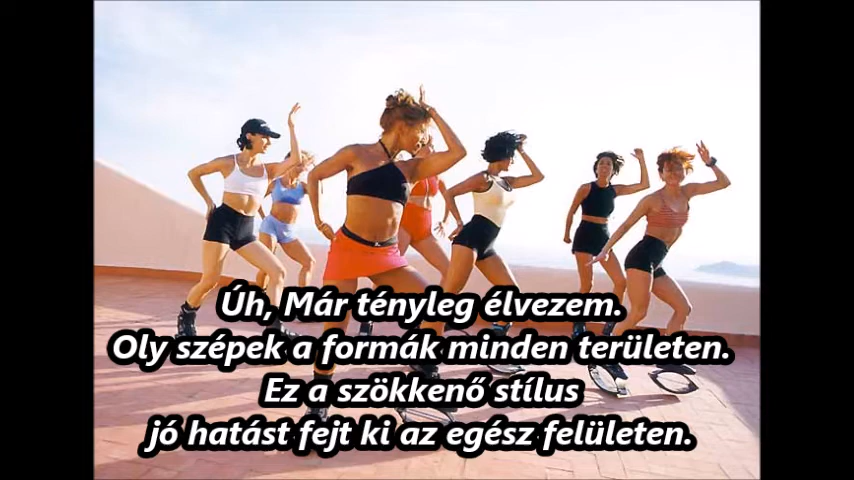 Úh, Már tényleg élvezem.
Oly szépek a formák minden területen.
Ez a szökkenő stílus
jó hatást fejt ki az egész felületen.